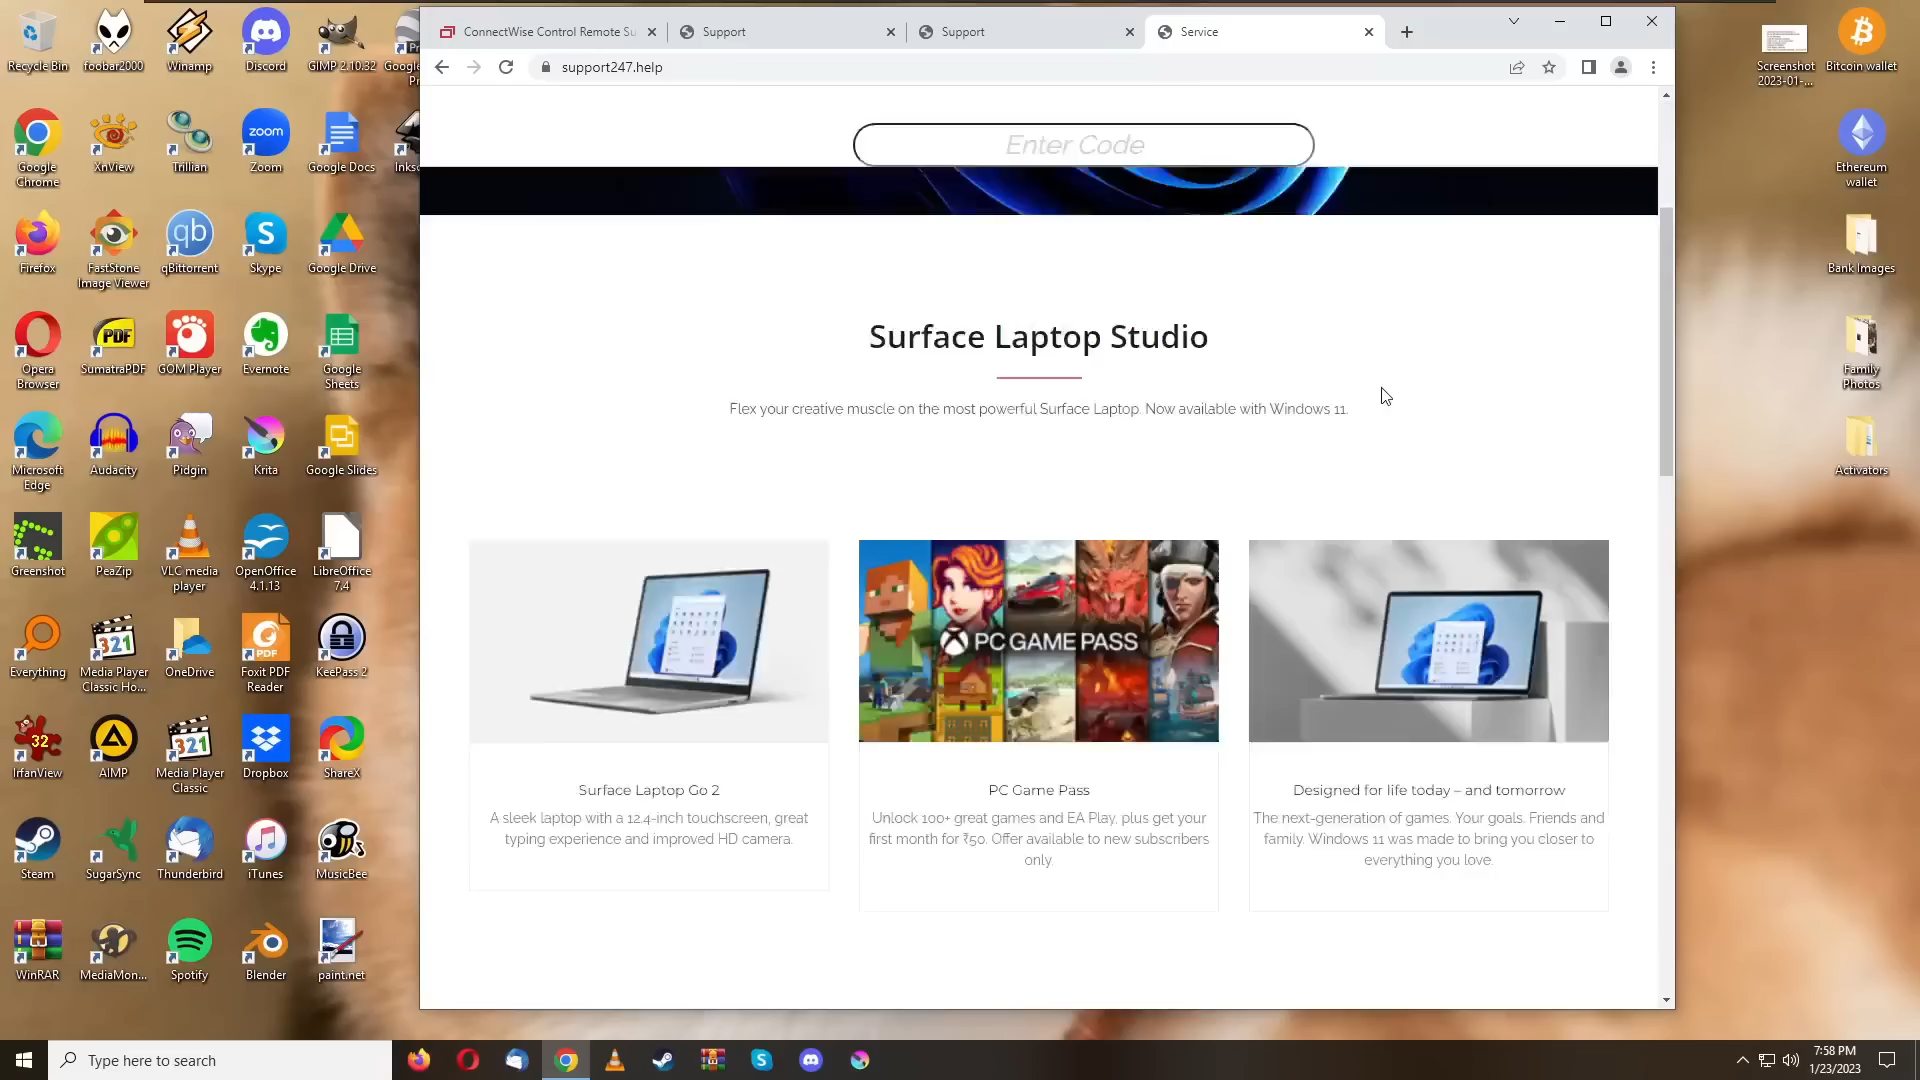 Recycle Bin
foobar2000
Winamp
Discord
GIMP 2.10.32
Google
Pr
ConnectWise Control Remote Su
Support
Support
Service
support247.help
Screenshot
2023-01-...
Bitcoin wallet
Enter Code
Google
Chrome
XnView
Trillian
zoom
Zoom
Google Docs
Inks
Ethereum
wallet
Firefox
FastStone
Image Viewer
qb
qBittorrent
S
Skype
Google Drive
Bank Images
Surface Laptop Studio
Flex your creative muscle on the most powerful Surface Laptop. Now available with Windows 11.
Opera
Browser
PDF
SumatraPDF
GOM Player
Evernote
Google
Sheets
Family
Photos
Microsoft
Edge
Audacity
Pidgin
Krita
Google Slides
Activators
Greenshot
PeaZip
VLC media
player
OpenOffice
4.1.13
LibreOffice
7.4
PC GAME PASS
Everything
321
Media Player
Classic Ho...
OneDrive
PDF
Foxit PDF
Reader
KeePass 2
32
IrfanView
AIMP
321
Media Player
Classic
Dropbox
ShareX
Surface Laptop Go 2
A sleek laptop with a 12.4-inch touchscreen, great
typing experience and improved HD camera.
PC Game Pass
Unlock 100+ great games and EA Play, plus get your
first month for ₹50. Offer available to new subscribers
only.
Designed for life today – and tomorrow
The next-generation of games. Your goals. Friends and
family. Windows 11 was made to bring you closer to
everything you love.
Steam
SugarSync
Thunderbird
iTunes
MusicBee
WinRAR
MediaMon...
Spotify
Blender
paint.net
Type here to search
7:58 PM
1/23/2023